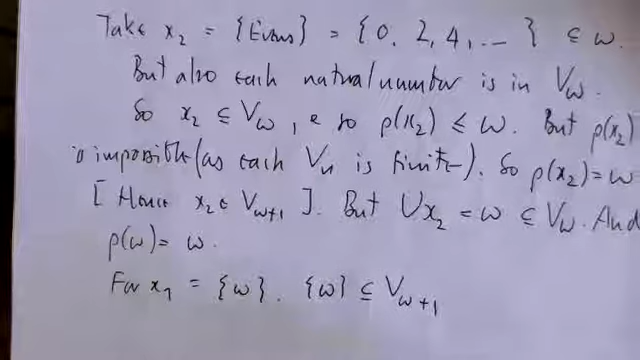 Take x₂ = {Evens} = {0, 2, 4, ... } ⊆ ω.
But also each natural number is in V_ω.
So x₂ ⊆ V_ω, & so ρ(x₂) ≤ ω. But ρ(x₂)
is impossible (as each V_n is finite). So ρ(x₂) = ω
[ Hence x₂ ∈ V_{ω+1} ]. But ∪x₂ = ω ⊆ V_ω. And
ρ(ω) = ω.
For x₁ = {ω}. {ω} ⊆ V_{ω+1}